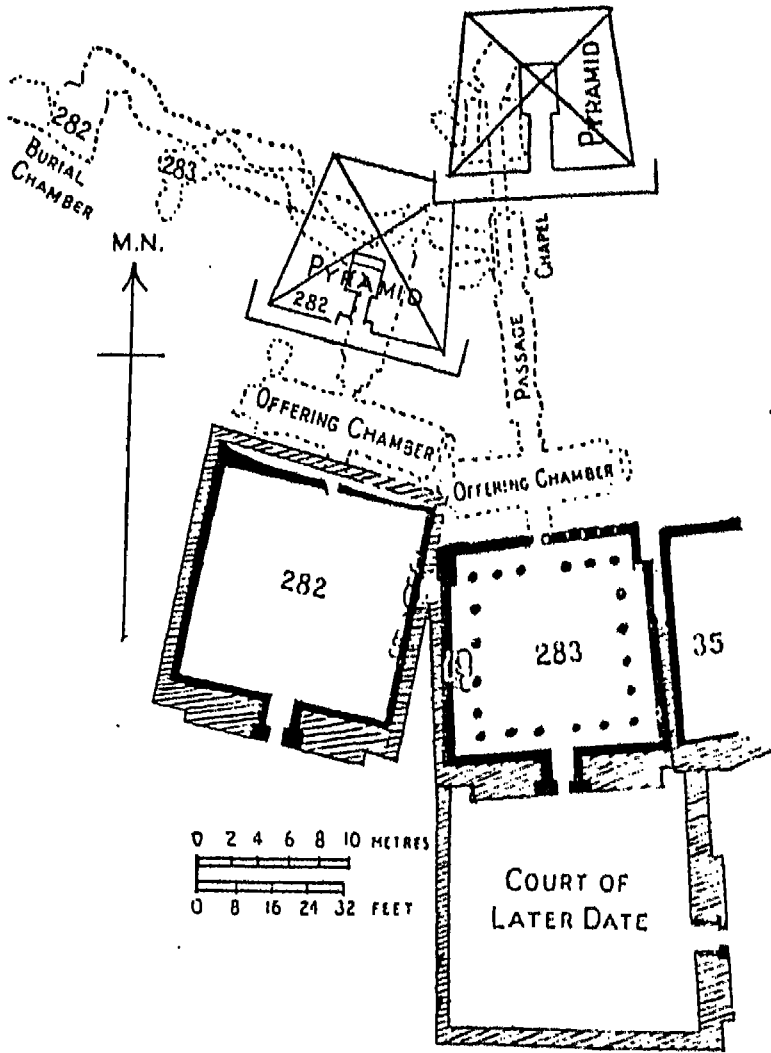 PYRAMID
282
BURIAL
CHAMBER
283
M.N.
PYRAMID
282
CHAPEL
PASSAGE
OFFERING CHAMBER
OFFERING CHAMBER
282
283
35
0 2 4 6 8 10 METRES
0 8 16 24 32 FEET
COURT OF
LATER DATE